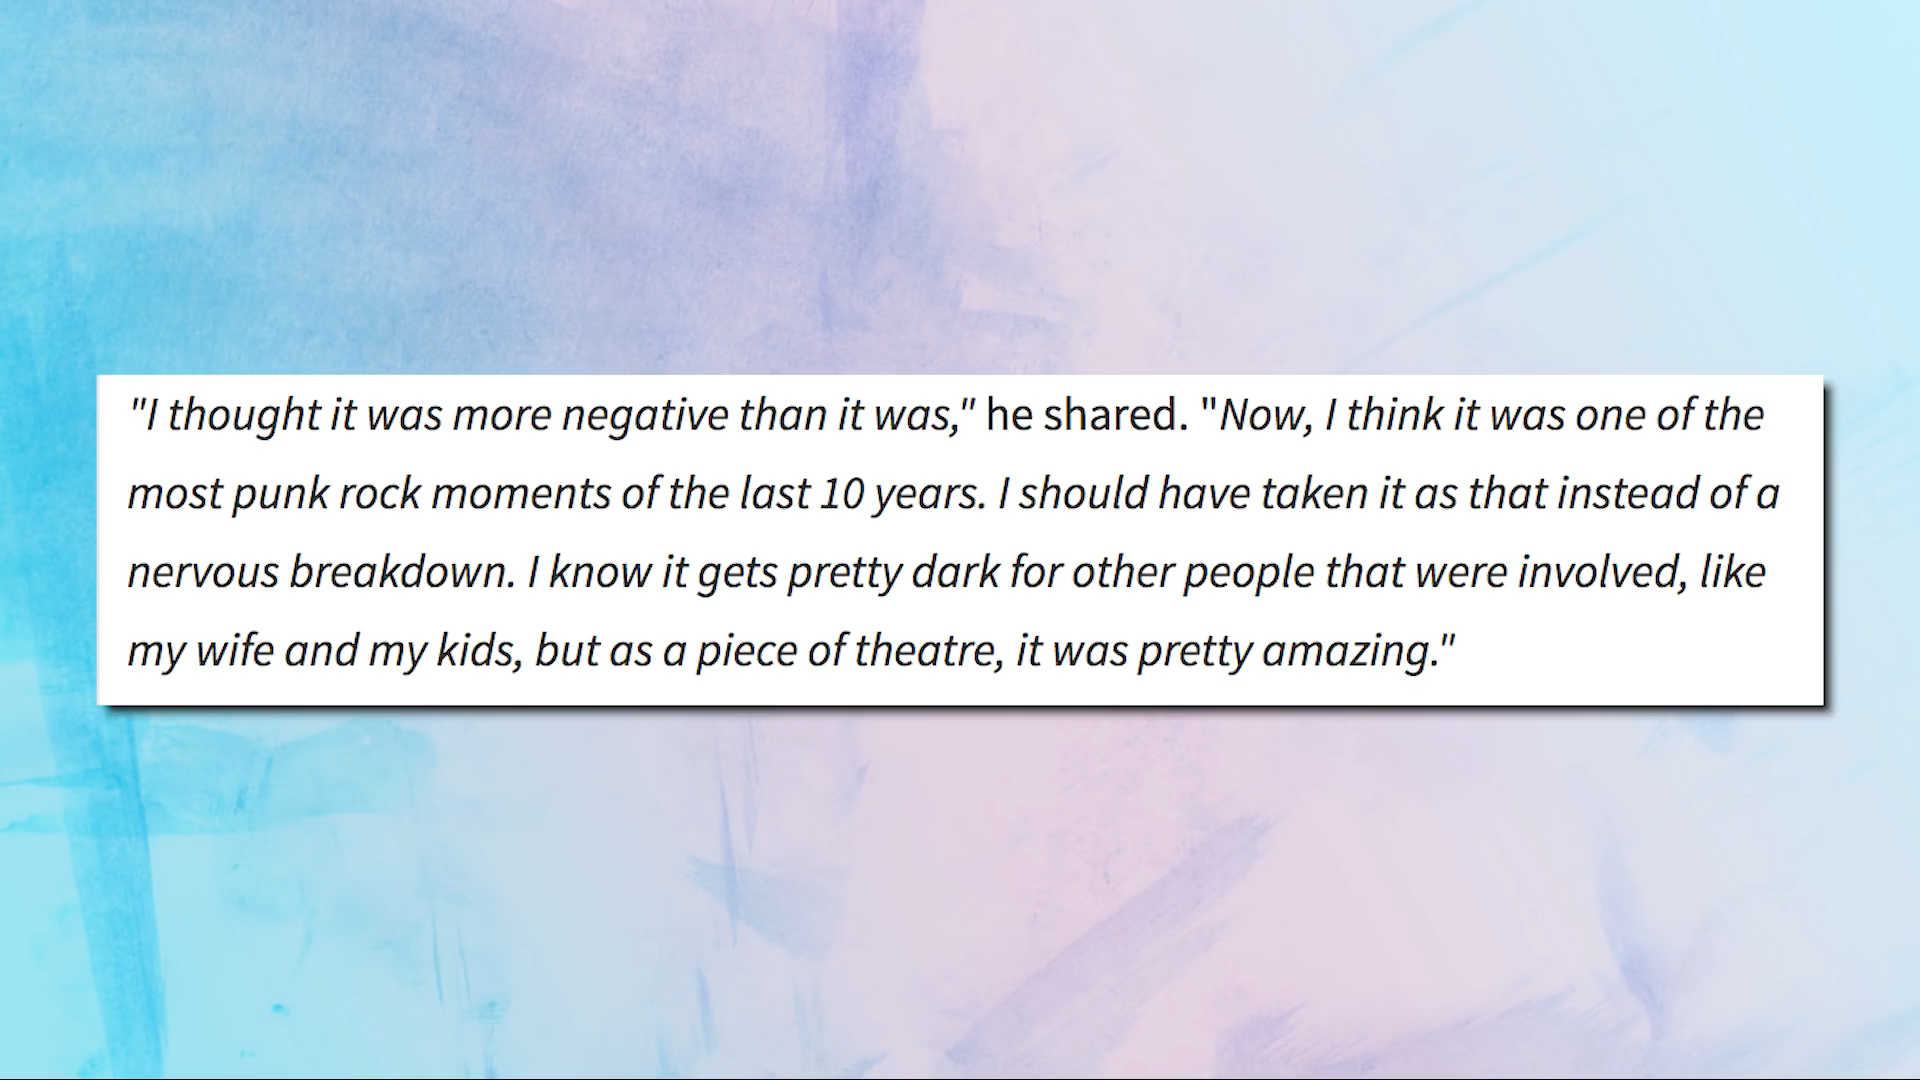 "I thought it was more negative than it was," he shared. "Now, I think it was one of the
most punk rock moments of the last 10 years. I should have taken it as that instead of a
nervous breakdown. I know it gets pretty dark for other people that were involved, like
my wife and my kids, but as a piece of theatre, it was pretty amazing."